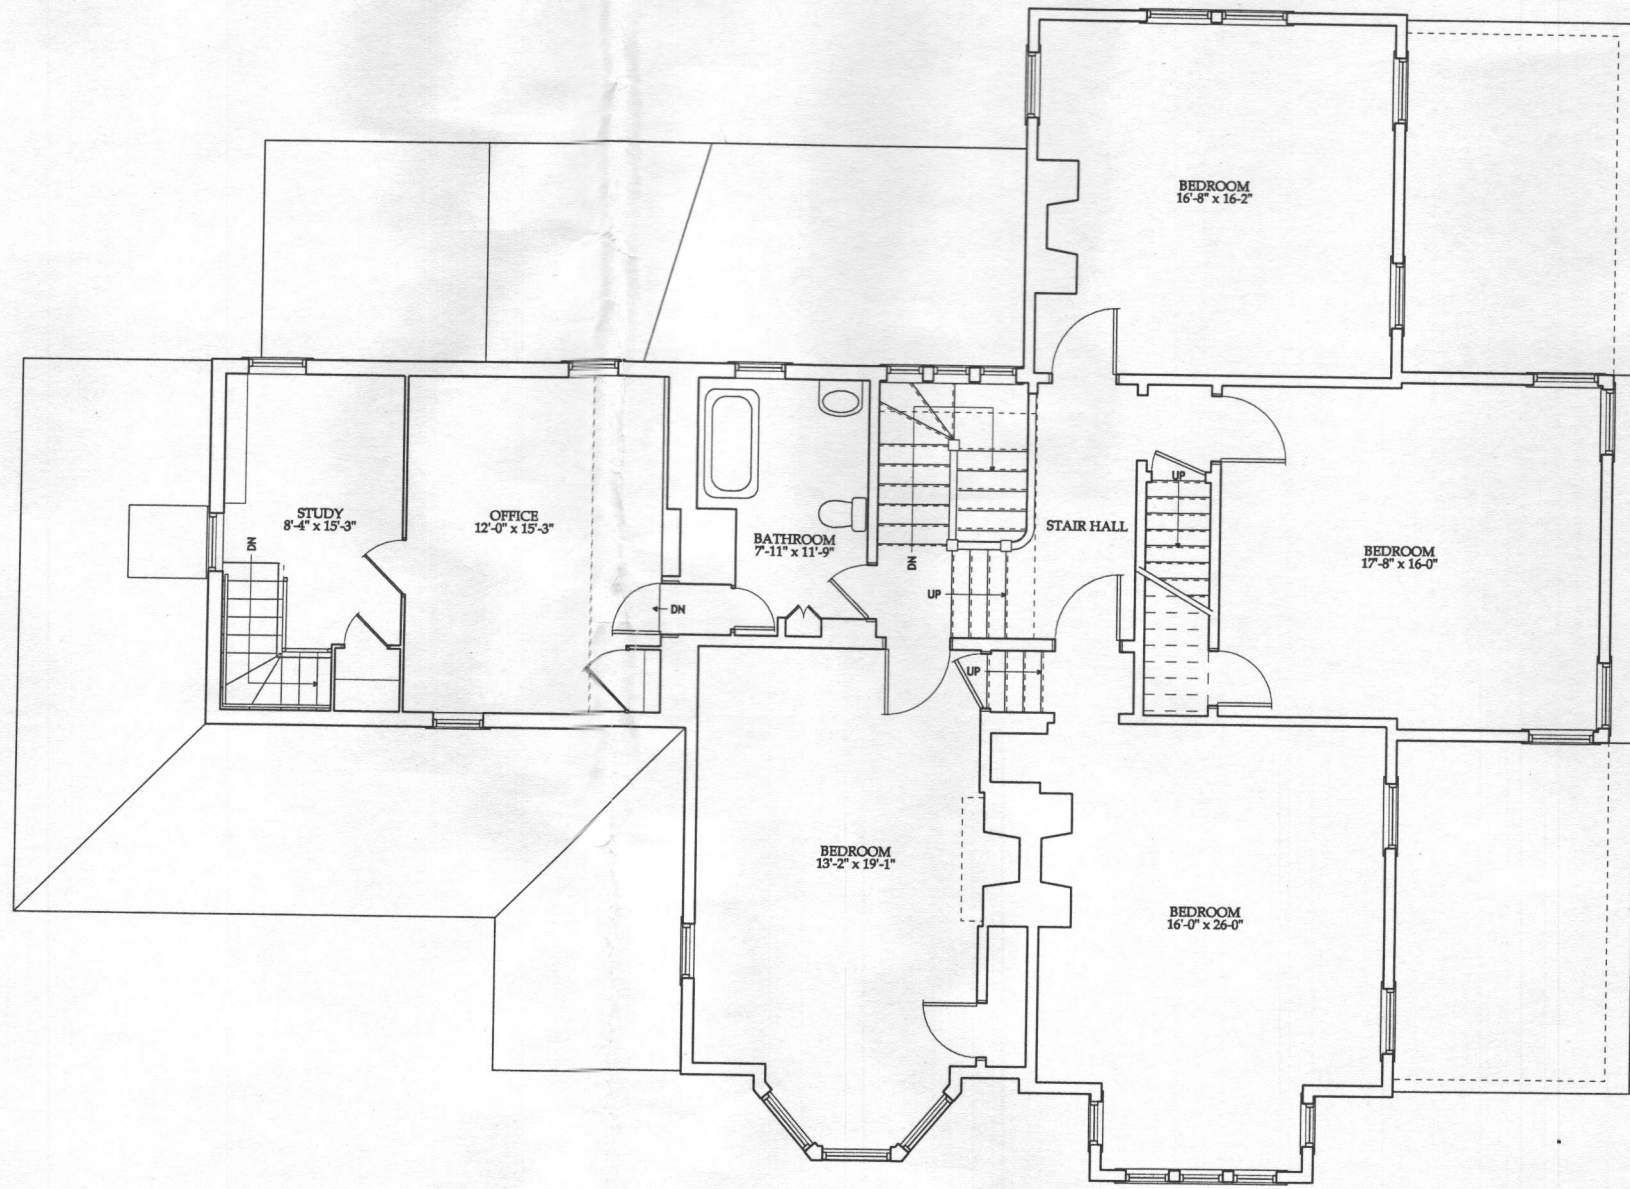 BEDROOM
16'-8" x 16-2"
STUDY
8'-4" x 15'-3"
OFFICE
12'-0" x 15'-3"
BATHROOM
7'-11" x 11'-9"
STAIR HALL
BEDROOM
17'-8" x 16-0"
UP
DN
DN
UP
DN
UP
BEDROOM
13'-2" x 19'-1"
BEDROOM
16'-0" x 26-0"